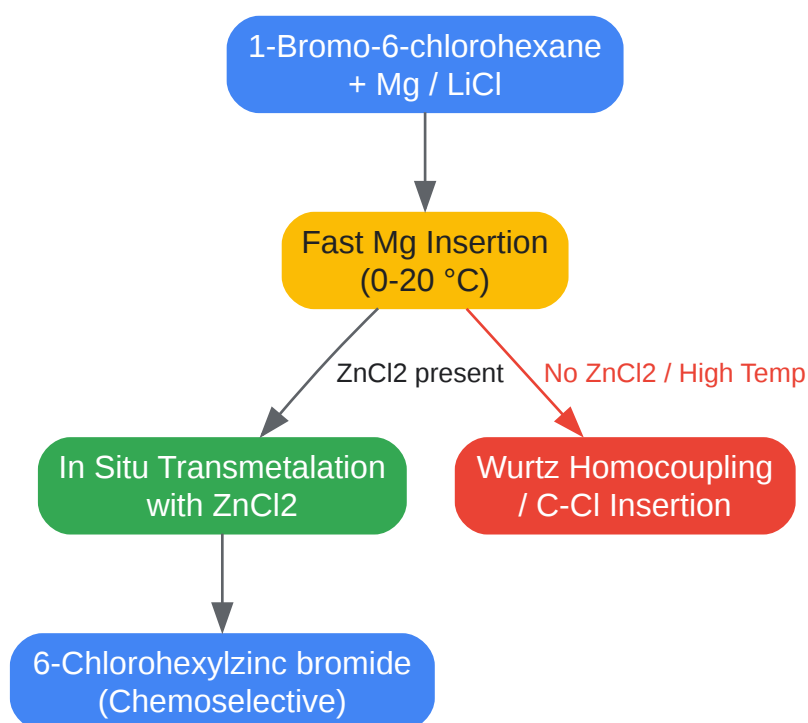 1-Bromo-6-chlorohexane
+ Mg / LiCl
Fast Mg Insertion
(0-20 °C)
ZnCl2 present
No ZnCl2 / High Temp
In Situ Transmetalation
with ZnCl2
Wurtz Homocoupling
/ C-Cl Insertion
6-Chlorohexylzinc bromide
(Chemoselective)